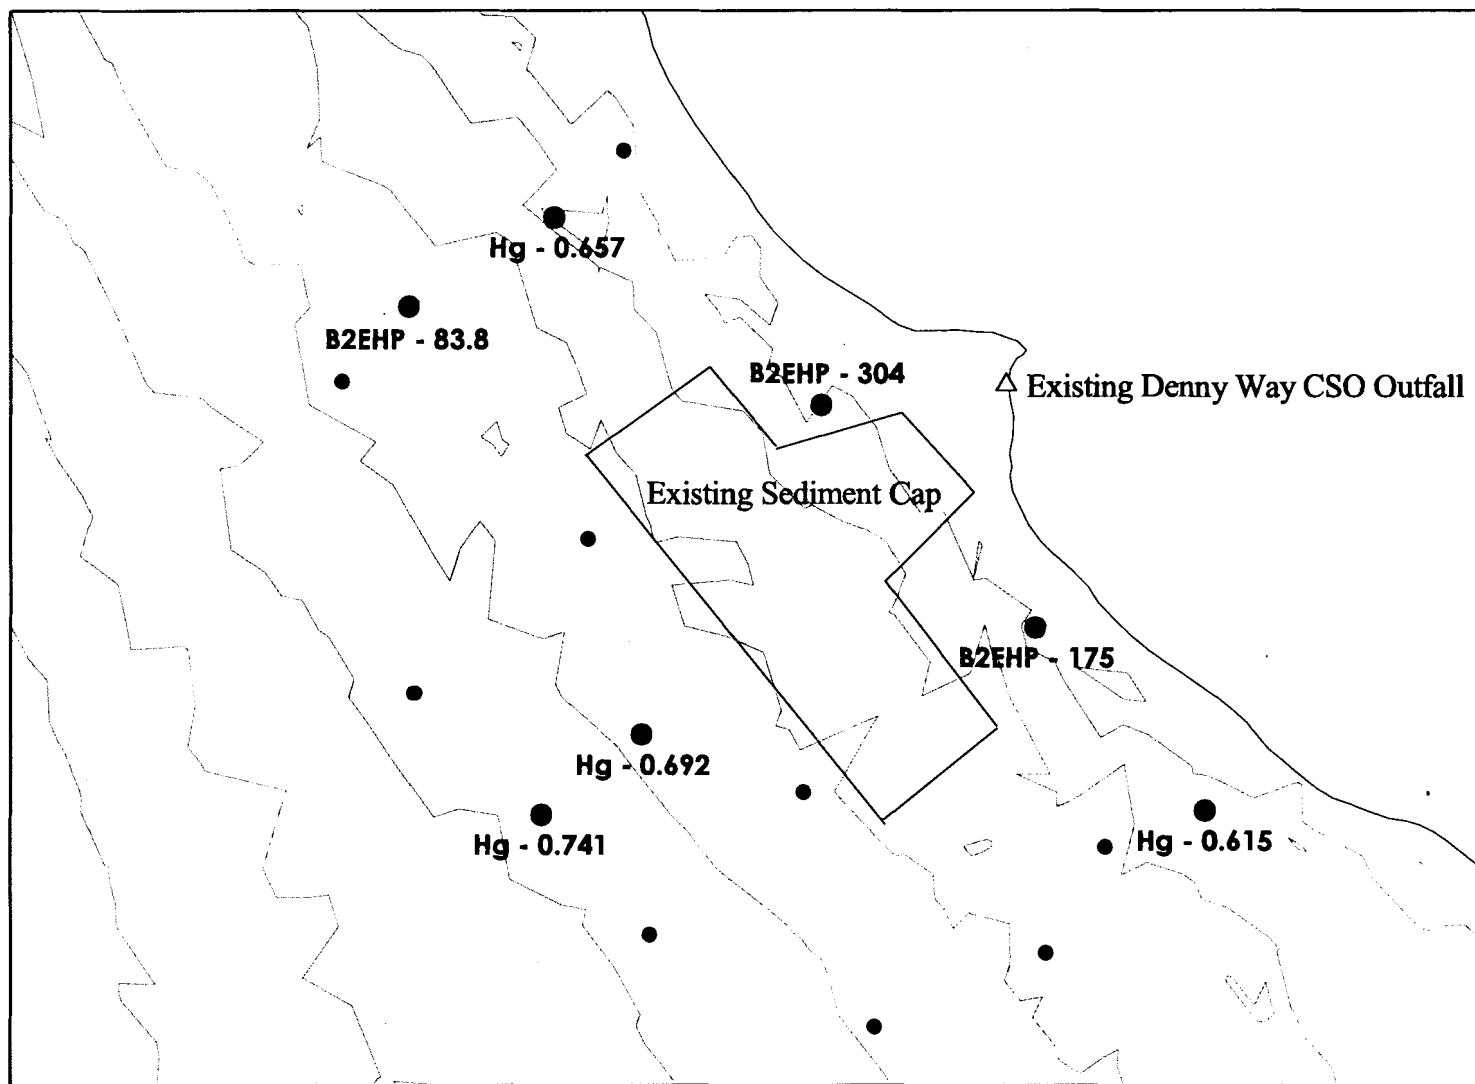 Hg - 0.657
B2EHP - 83.8
B2EHP - 304
Existing Denny Way CSO Outfall
Existing Sediment Cap
B2EHP - 175
Hg - 0.692
Hg - 0.741
Hg - 0.615